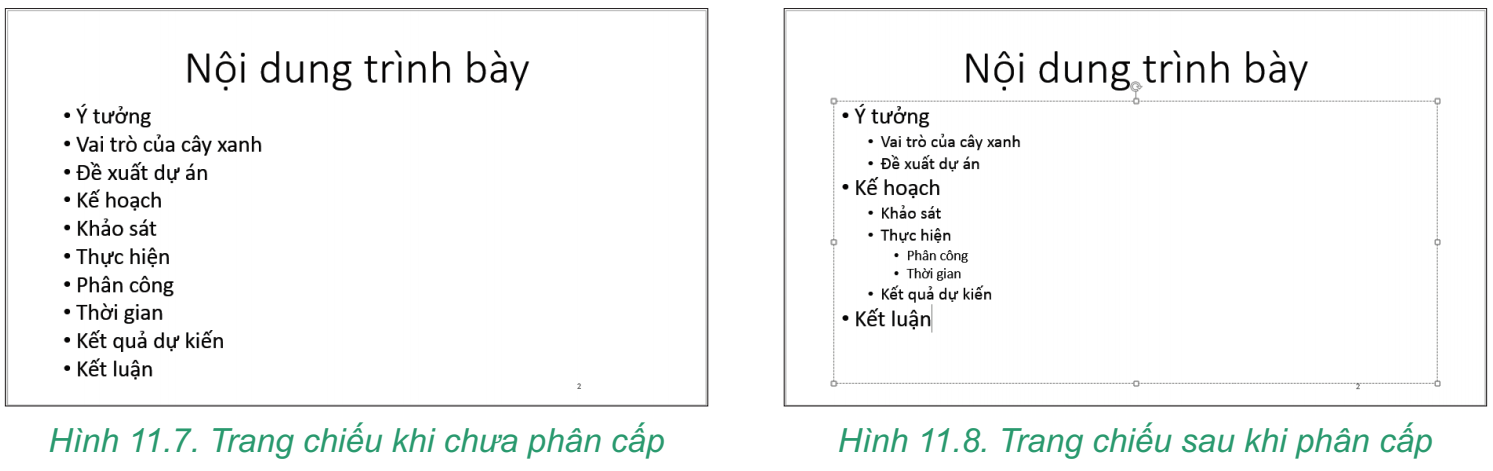 Nội dung trình bày
• Ý tưởng
• Vai trò của cây xanh
• Đề xuất dự án
• Kế hoạch
• Khảo sát
• Thực hiện
• Phân công
• Thời gian
• Kết quả dự kiến
• Kết luận
2
Hình 11.7. Trang chiếu khi chưa phân cấp
Nội dung trình bày
• Ý tưởng
• Vai trò của cây xanh
• Đề xuất dự án
• Kế hoạch
• Khảo sát
• Thực hiện
• Phân công
• Thời gian
• Kết quả dự kiến
• Kết luận
2
Hình 11.8. Trang chiếu sau khi phân cấp